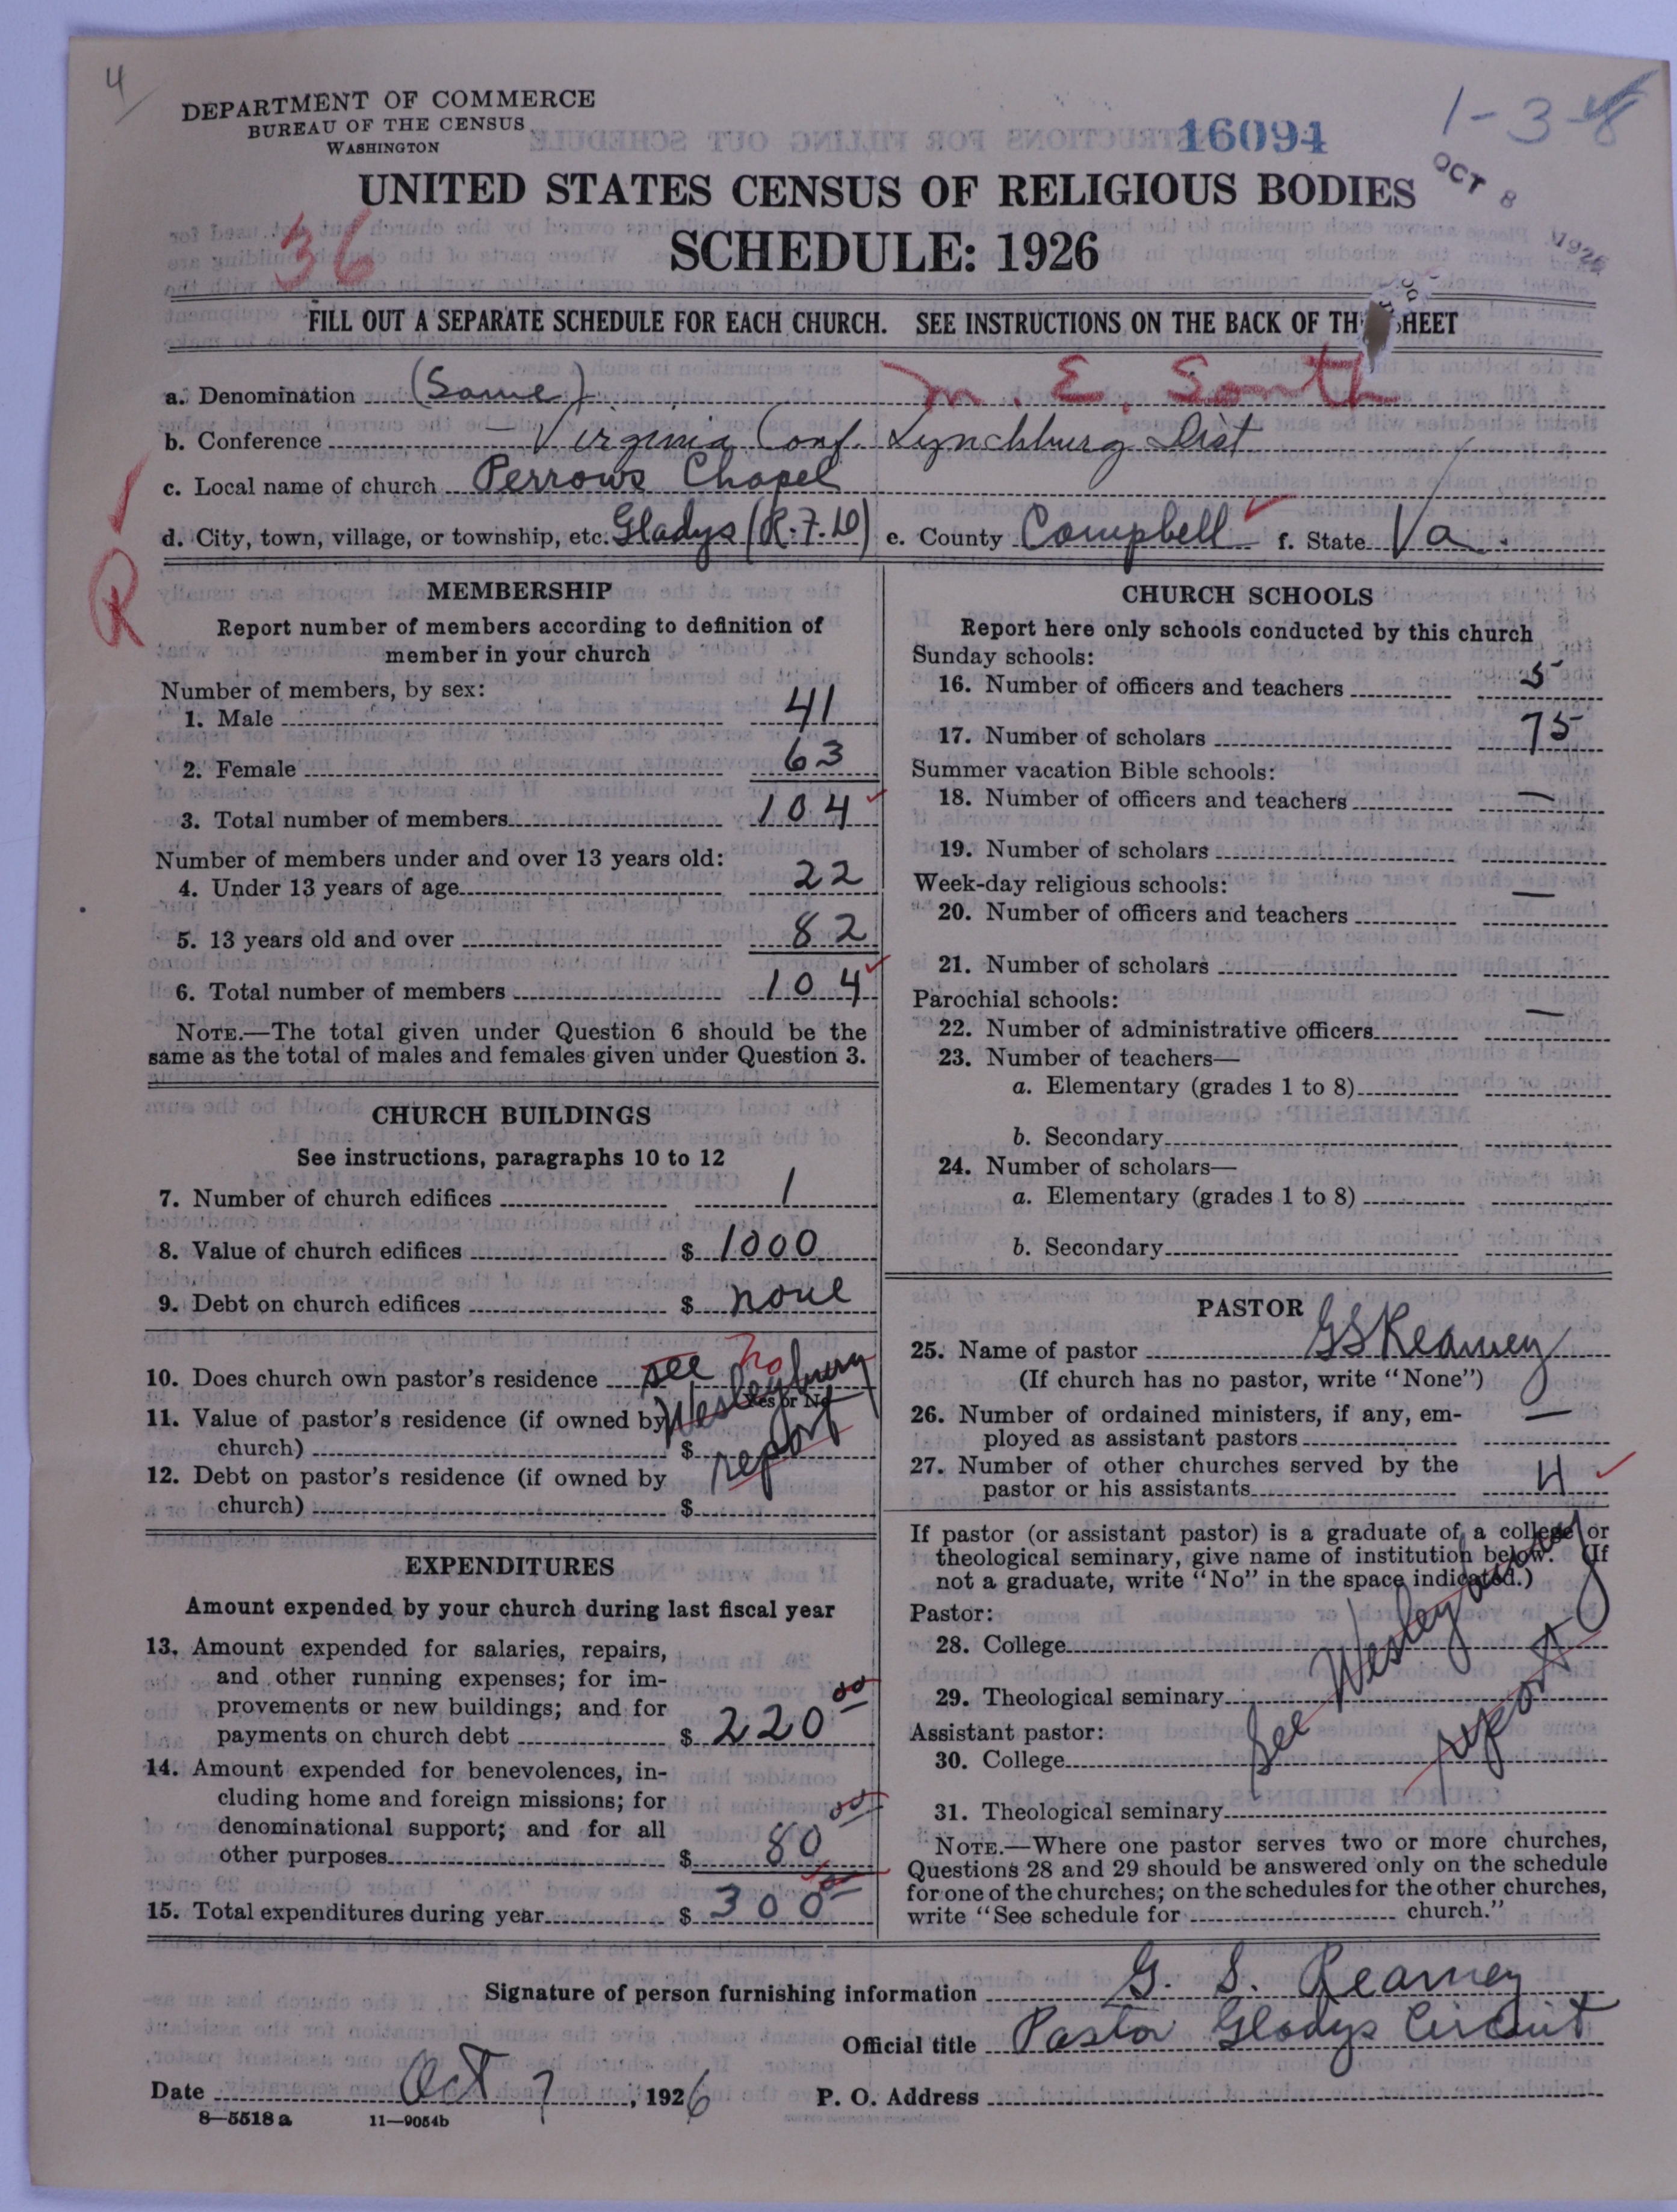 4
DEPARTMENT OF COMMERCE
BUREAU OF THE CENSUS
WASHINGTON
16094
1-3-8
OCT 8 1926
UNITED STATES CENSUS OF RELIGIOUS BODIES
36
SCHEDULE: 1926
FILL OUT A SEPARATE SCHEDULE FOR EACH CHURCH. SEE INSTRUCTIONS ON THE BACK OF TH SHEET
a. Denomination (Same) M. E. South
b. Conference Virginia Conf. Lynchburg Dist
c. Local name of church Perrows Chapel
d. City, town, village, or township, etc. Gladys (R.F.D) e. County Campbell f. State Va.
R
MEMBERSHIP
Report number of members according to definition of
member in your church
Number of members, by sex:
1. Male 41
2. Female 63
3. Total number of members 104
Number of members under and over 13 years old:
4. Under 13 years of age 22
5. 13 years old and over 82
6. Total number of members 104
NOTE.—The total given under Question 6 should be the
same as the total of males and females given under Question 3.
CHURCH BUILDINGS
See instructions, paragraphs 10 to 12
7. Number of church edifices 1
8. Value of church edifices $ 1000
9. Debt on church edifices $ none
10. Does church own pastor's residence see no
Yes or No
11. Value of pastor's residence (if owned by
church) $
12. Debt on pastor's residence (if owned by
church) $
report
EXPENDITURES
Amount expended by your church during last fiscal year
13. Amount expended for salaries, repairs,
and other running expenses; for im-
provements or new buildings; and for
payments on church debt $ 220 00
14. Amount expended for benevolences, in-
cluding home and foreign missions; for
denominational support; and for all
other purposes $ 80 00
15. Total expenditures during year $ 300 00
CHURCH SCHOOLS
Report here only schools conducted by this church
Sunday schools:
16. Number of officers and teachers 5
17. Number of scholars 75
Summer vacation Bible schools:
18. Number of officers and teachers —
19. Number of scholars
Week-day religious schools:
20. Number of officers and teachers —
21. Number of scholars
Parochial schools:
22. Number of administrative officers —
23. Number of teachers—
a. Elementary (grades 1 to 8)
b. Secondary
24. Number of scholars—
a. Elementary (grades 1 to 8)
b. Secondary
PASTOR
25. Name of pastor G S Kearney
(If church has no pastor, write "None")
26. Number of ordained ministers, if any, em-
ployed as assistant pastors —
27. Number of other churches served by the
pastor or his assistants 4
If pastor (or assistant pastor) is a graduate of a college or
theological seminary, give name of institution below. (If
not a graduate, write "No" in the space indicated.)
Pastor:
28. College
29. Theological seminary
Assistant pastor:
30. College
See report
31. Theological seminary
NOTE.—Where one pastor serves two or more churches,
Questions 28 and 29 should be answered only on the schedule
for one of the churches; on the schedules for the other churches,
write "See schedule for church."
Signature of person furnishing information G. S. Kearney
Official title Pastor Gladys Circuit
Date Oct 7, 1926 P. O. Address
8—5518 a 11—9054b